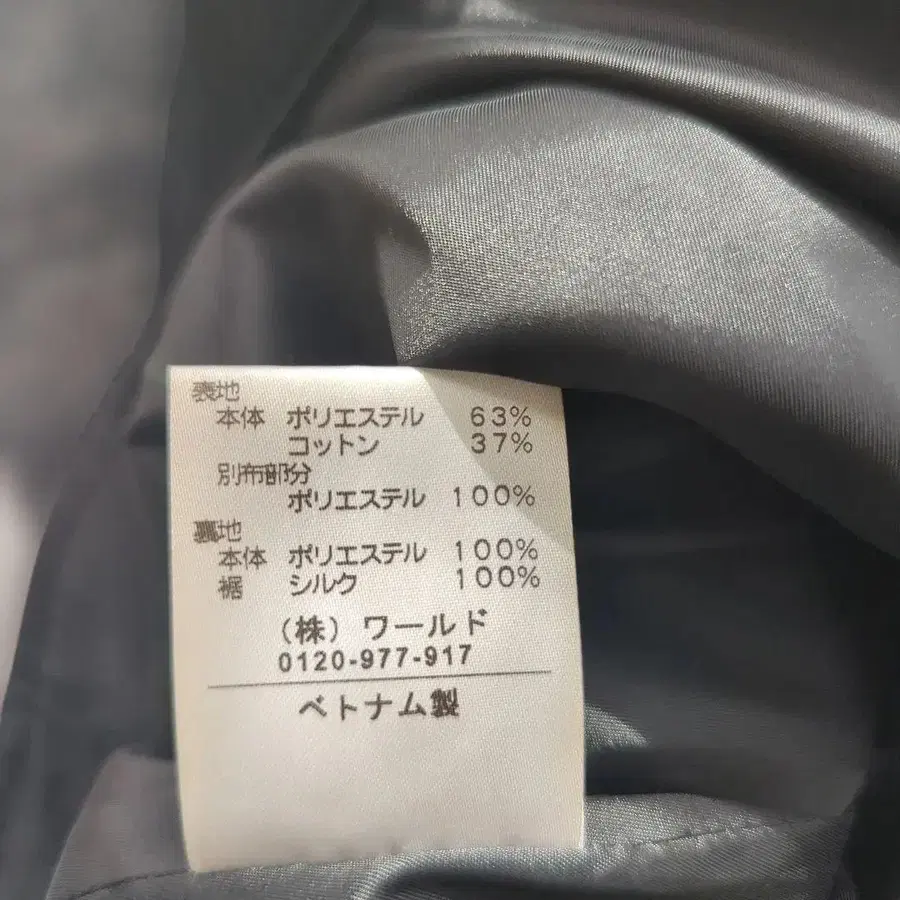 表地
本体 ポリエステル 63%
コットン 37%
別布部分
ポリエステル 100%
裏地
本体 ポリエステル 100%
裾 シルク 100%
(株) ワールド
0120-977-917
ベトナム製